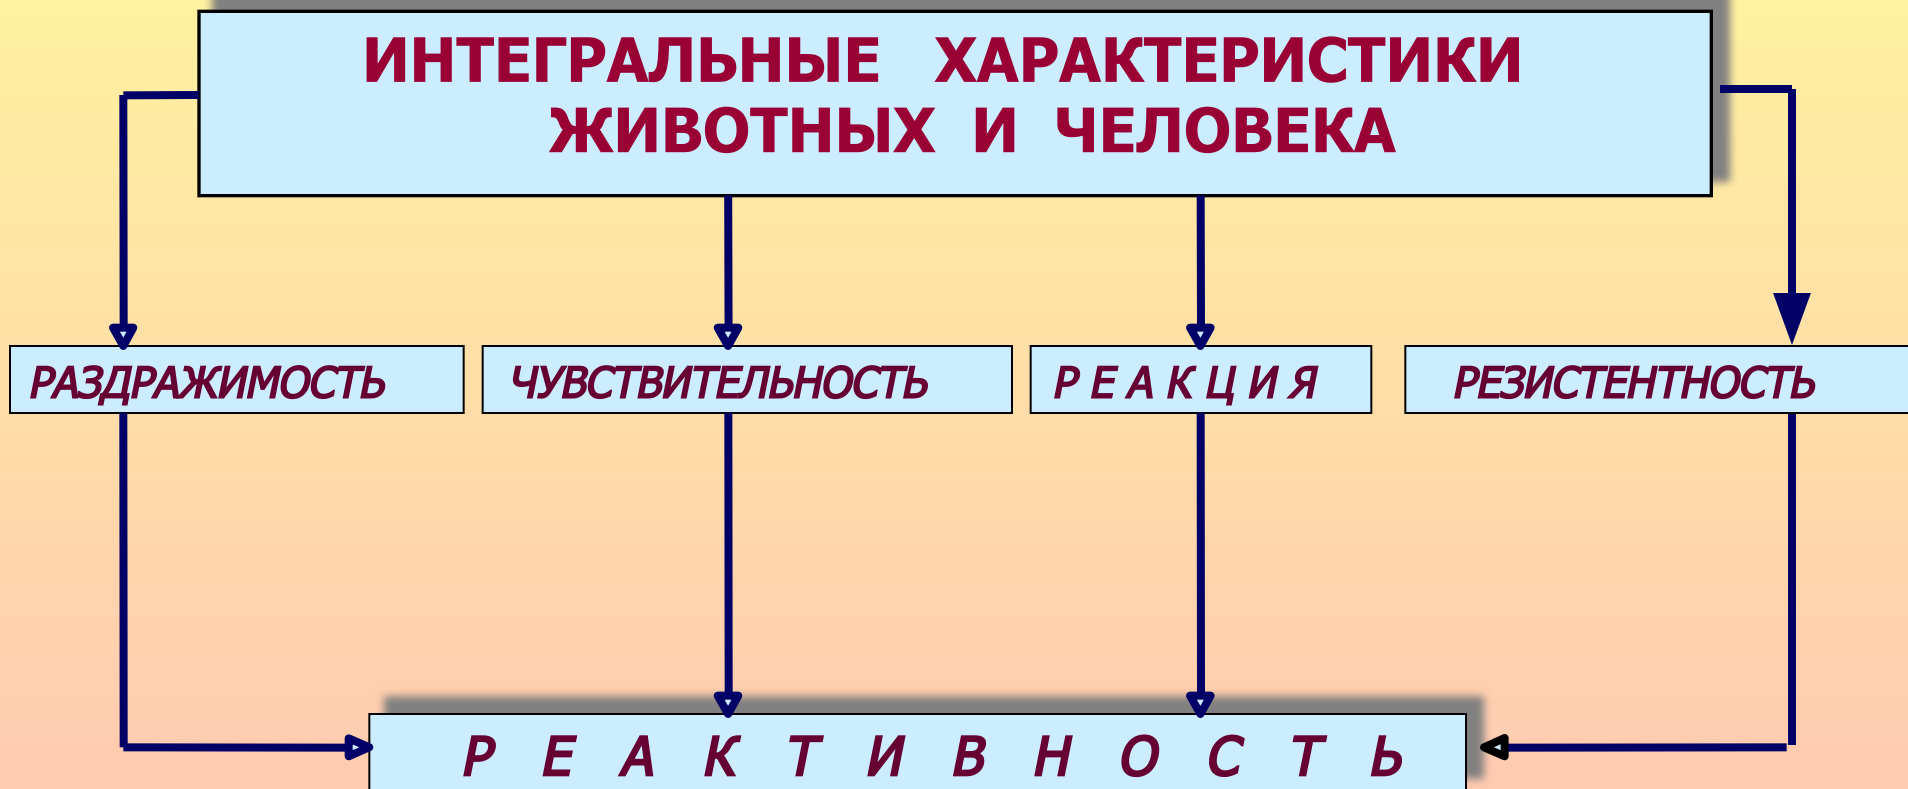 ИНТЕГРАЛЬНЫЕ ХАРАКТЕРИСТИКИ
ЖИВОТНЫХ И ЧЕЛОВЕКА
РАЗДРАЖИМОСТЬ
ЧУВСТВИТЕЛЬНОСТЬ
Р Е А К Ц И Я
РЕЗИСТЕНТНОСТЬ
Р Е А К Т И В Н О С Т Ь